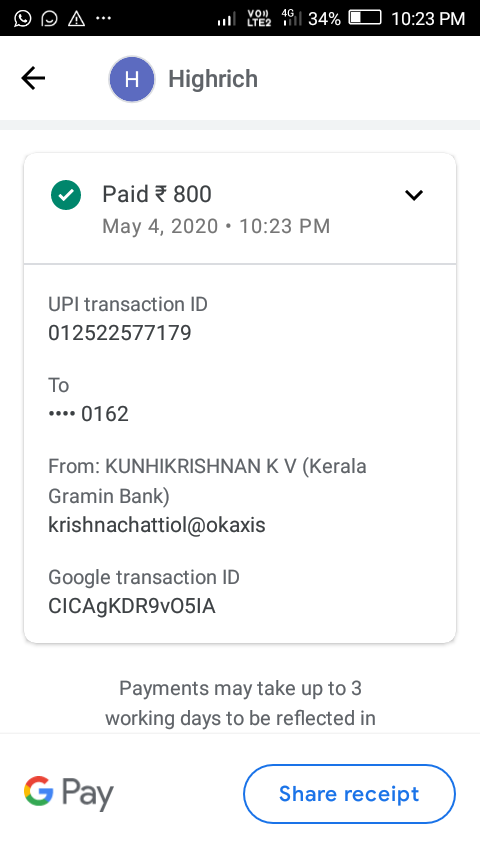 VO)) LTE2 4G 34% 10:23 PM
H Highrich
Paid ₹ 800
May 4, 2020 • 10:23 PM
UPI transaction ID
012522577179
To
•••• 0162
From: KUNHIKRISHNAN K V (Kerala
Gramin Bank)
krishnachattiol@okaxis
Google transaction ID
CICAgKDR9vO5IA
Payments may take up to 3
working days to be reflected in
G Pay
Share receipt